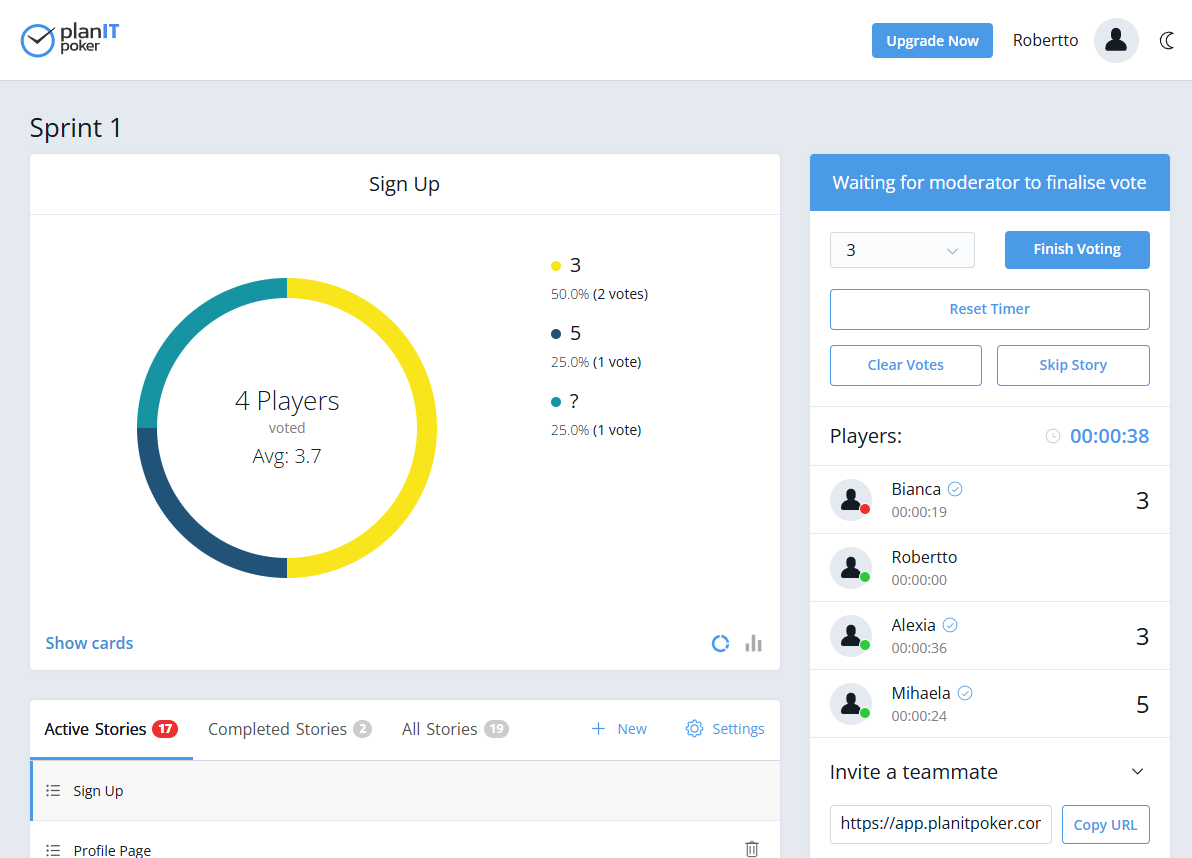 planIT
poker
Upgrade Now
Robertto
Sprint 1
Sign Up
3
50.0% (2 votes)
5
25.0% (1 vote)
?
25.0% (1 vote)
4 Players
voted
Avg: 3.7
Show cards
Waiting for moderator to finalise vote
3
Finish Voting
Reset Timer
Clear Votes
Skip Story
Players:
00:00:38
Bianca
00:00:19
3
Robertto
00:00:00
Alexia
00:00:36
3
Mihaela
00:00:24
5
Invite a teammate
https://app.planitpoker.cor
Copy URL
Active Stories 17
Completed Stories 2
All Stories 19
New
Settings
Sign Up
Profile Page